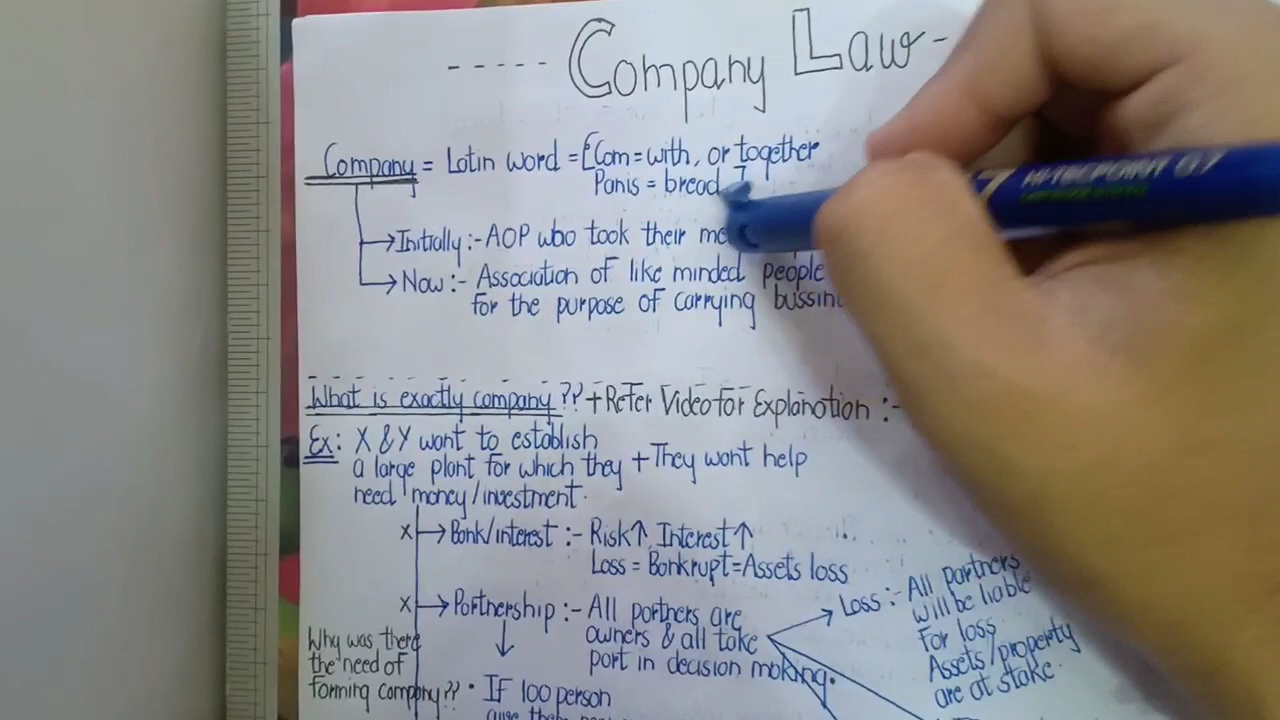 ----- Company Law -
Company = Latin word = [Com = with, or together
Panis = bread ]
→ Initially :- AOP who took their
→ Now :- Association of like minded people
for the purpose of carrying
What is exactly company ?? + Refer Video for Explanation :-
Ex: X & Y want to establish
a large plant for which they + They want help
need money/investment.
x → Bank/interest :- Risk↑ Interest↑
Loss = Bankrupt = Assets loss
x → Partnership :- All partners are
owners & all take
part in decision making.
Loss :- All partners
will be liable
For loss
Assets/property
are at stake.
Why was there
the need of
forming company??
• IF 100 person
HI-TECPOINT 07